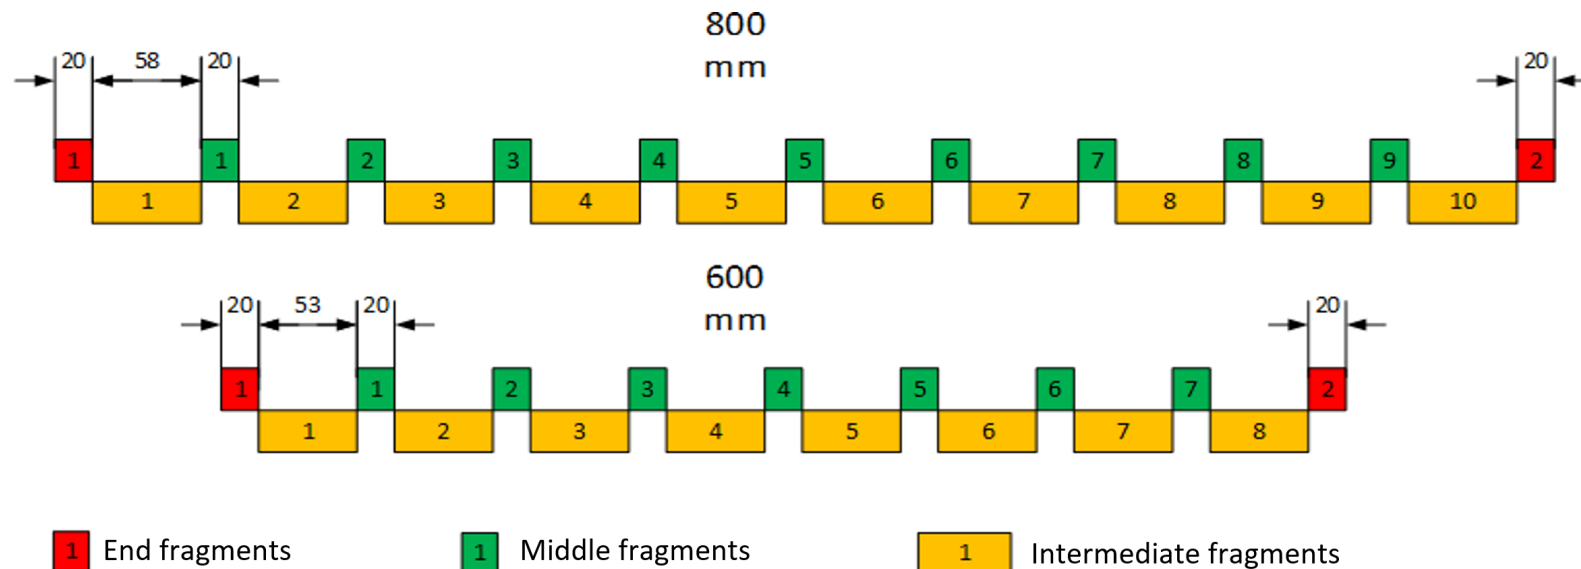 800
mm
20 58 20 20
1 1 2 3 4 5 6 7 8 9 2
1 2 3 4 5 6 7 8 9 10
600
mm
20 53 20 20
1 1 2 3 4 5 6 7 2
1 2 3 4 5 6 7 8
1 End fragments 1 Middle fragments 1 Intermediate fragments